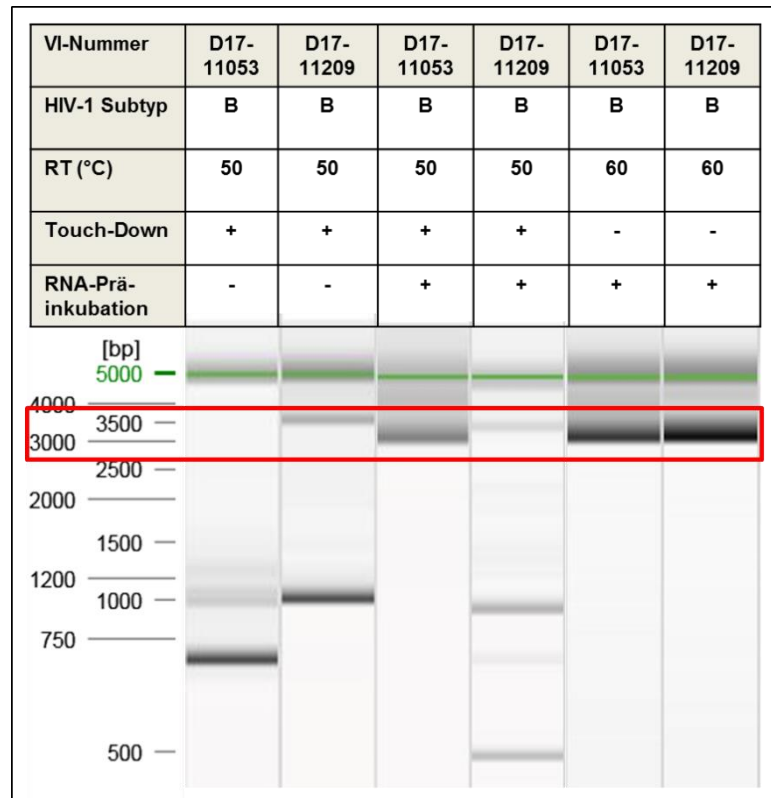 VI-Nummer D17-11053 D17-11209 D17-11053 D17-11209 D17-11053 D17-11209
HIV-1 Subtyp B B B B B B
RT (°C) 50 50 50 50 60 60
Touch-Down + + + + - -
RNA-Prä-inkubation - - + + + +
[bp]
5000
4000
3500
3000
2500
2000
1500
1200
1000
750
500